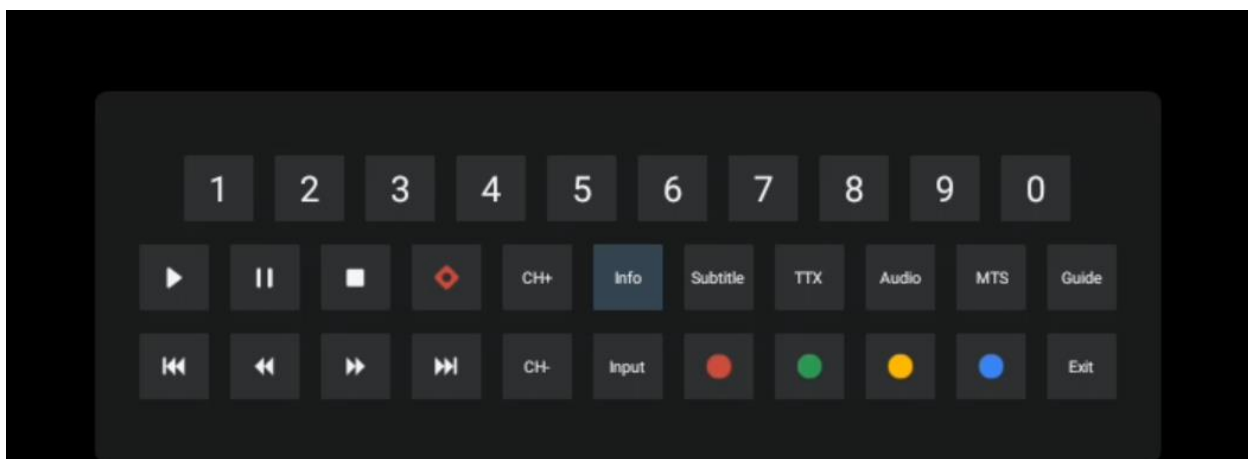 1 2 3 4 5 6 7 8 9 0
CH+ Info Subtitle TTX Audio MTS Guide
CH- Input Exit